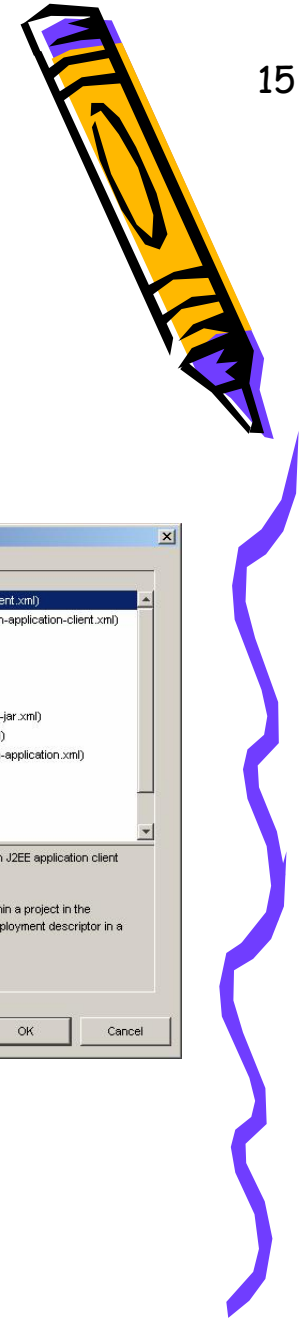 15
ent.xml)
n-application-client.xml)
-jar.xml)
l)
-application.xml)
n J2EE application client
hin a project in the
ployment descriptor in a
OK
Cancel